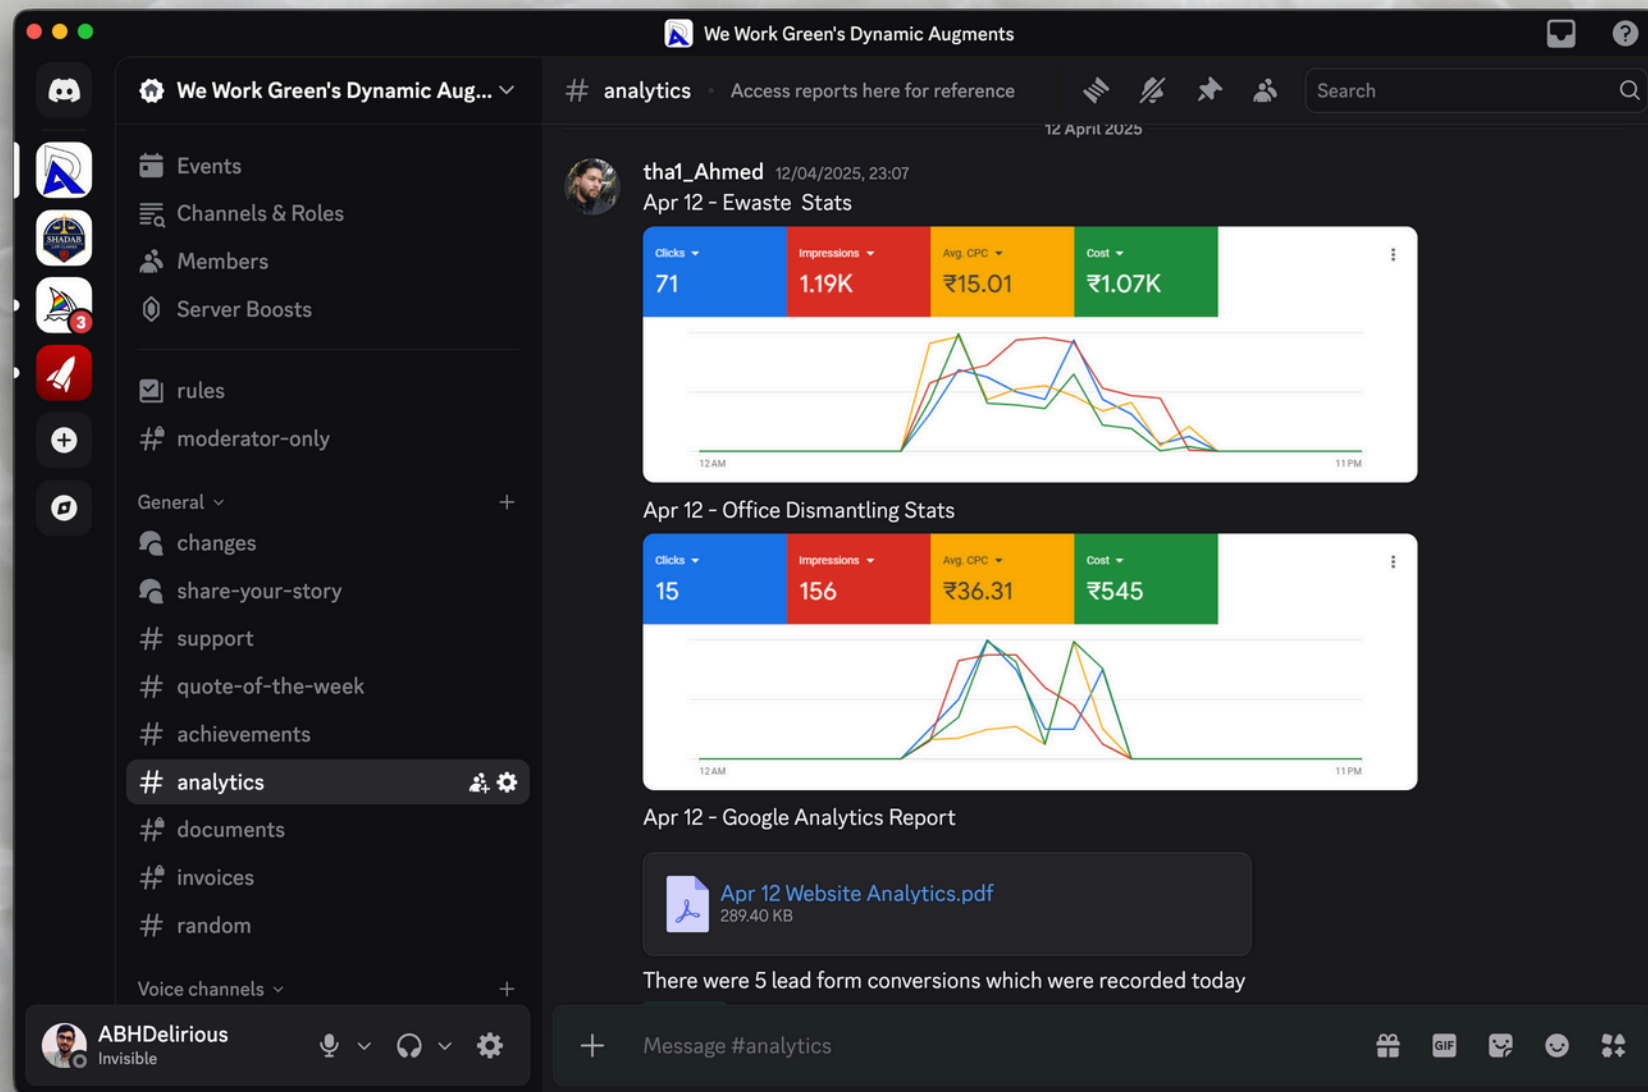 We Work Green's Dynamic Augments
We Work Green's Dynamic Aug...
# analytics • Access reports here for reference
Search
SHADAB
3
Events
Channels & Roles
Members
Server Boosts
rules
moderator-only
General
changes
share-your-story
support
quote-of-the-week
achievements
analytics
documents
invoices
random
Voice channels
ABHDelirious
Invisible
12 April 2025
tha1_Ahmed 12/04/2025, 23:07
Apr 12 - Ewaste Stats
Clicks Impressions Avg. CPC Cost
71 1.19K ₹15.01 ₹1.07K
12 AM 11 PM
Apr 12 - Office Dismantling Stats
Clicks Impressions Avg. CPC Cost
15 156 ₹36.31 ₹545
12 AM 11 PM
Apr 12 - Google Analytics Report
Apr 12 Website Analytics.pdf
289.40 KB
There were 5 lead form conversions which were recorded today
Message #analytics
GIF